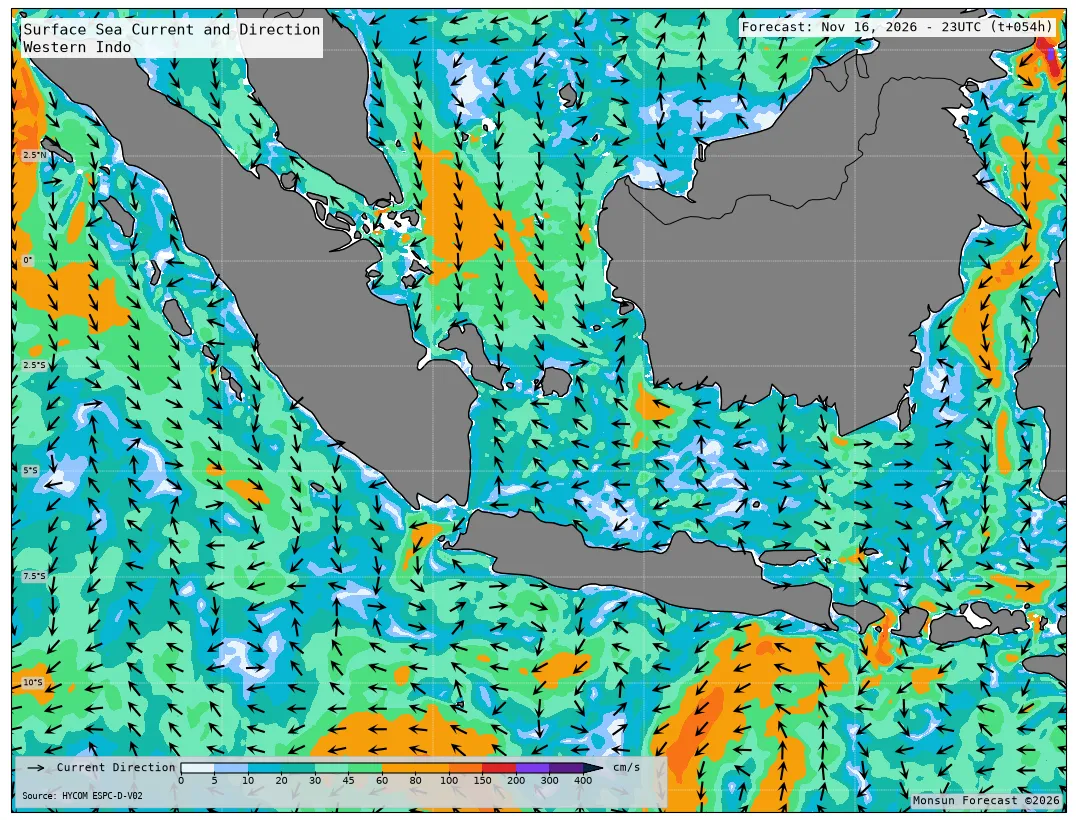 Surface Sea Current and Direction
Western Indo
Forecast: Nov 16, 2026 - 23UTC (t+054h)
2.5°N
0°
2.5°S
5°S
7.5°S
10°S
Current Direction
0 5 10 20 30 45 60 80 100 150 200 300 400 cm/s
Source: HYCOM ESPC-D-V02
Monsun Forecast ©2026